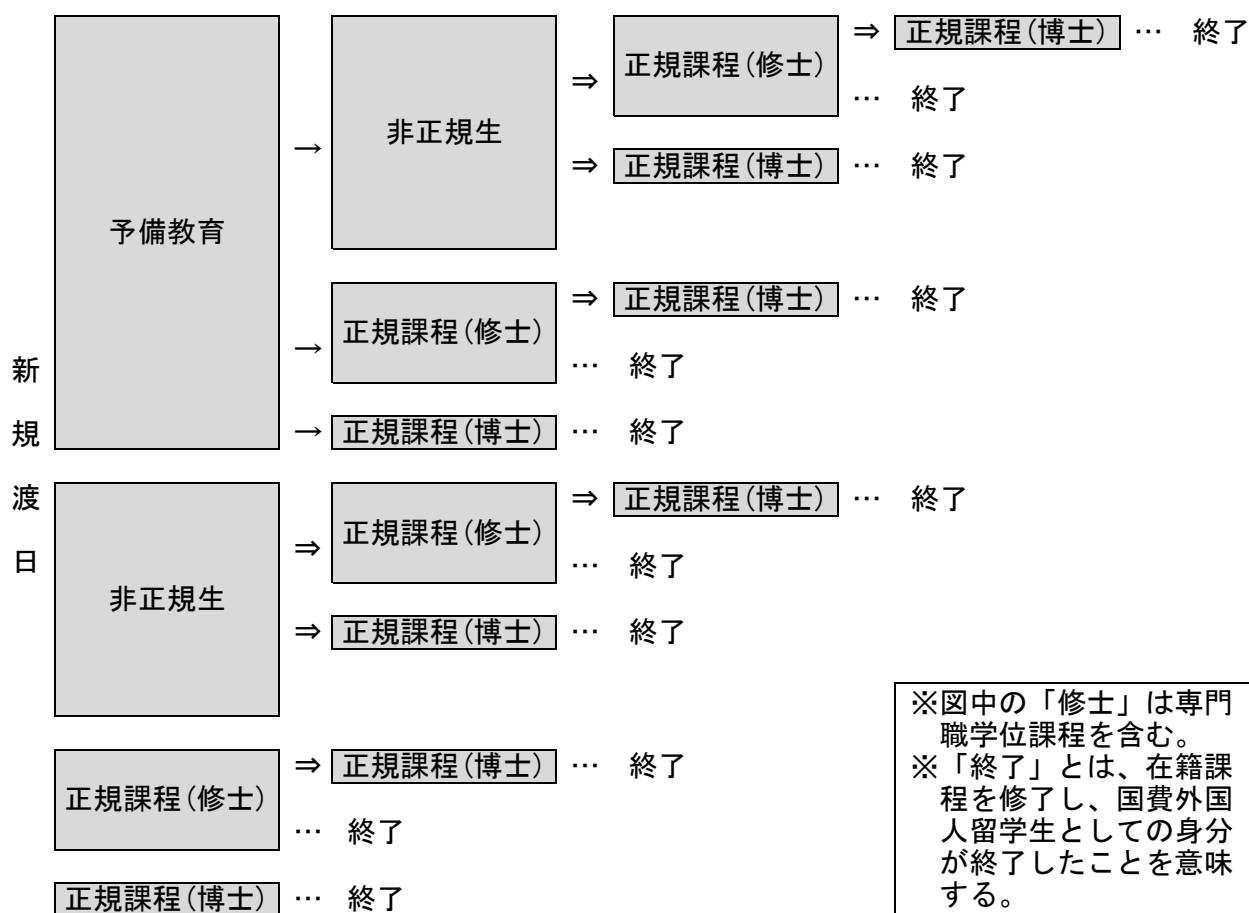 ⇒ 正規課程(博士) … 終了
正規課程(修士)
⇒
… 終了
非正規生
→
⇒ 正規課程(博士) … 終了
予備教育
⇒ 正規課程(博士) … 終了
正規課程(修士)
→
… 終了
→ 正規課程(博士) … 終了
新規渡日
⇒ 正規課程(博士) … 終了
正規課程(修士)
⇒
… 終了
非正規生
⇒ 正規課程(博士) … 終了
⇒ 正規課程(博士) … 終了
正規課程(修士)
… 終了
正規課程(博士) … 終了
※図中の「修士」は専門
職学位課程を含む。
※「終了」とは、在籍課
程を修了し、国費外国
人留学生としての身分
が終了したことを意味
する。